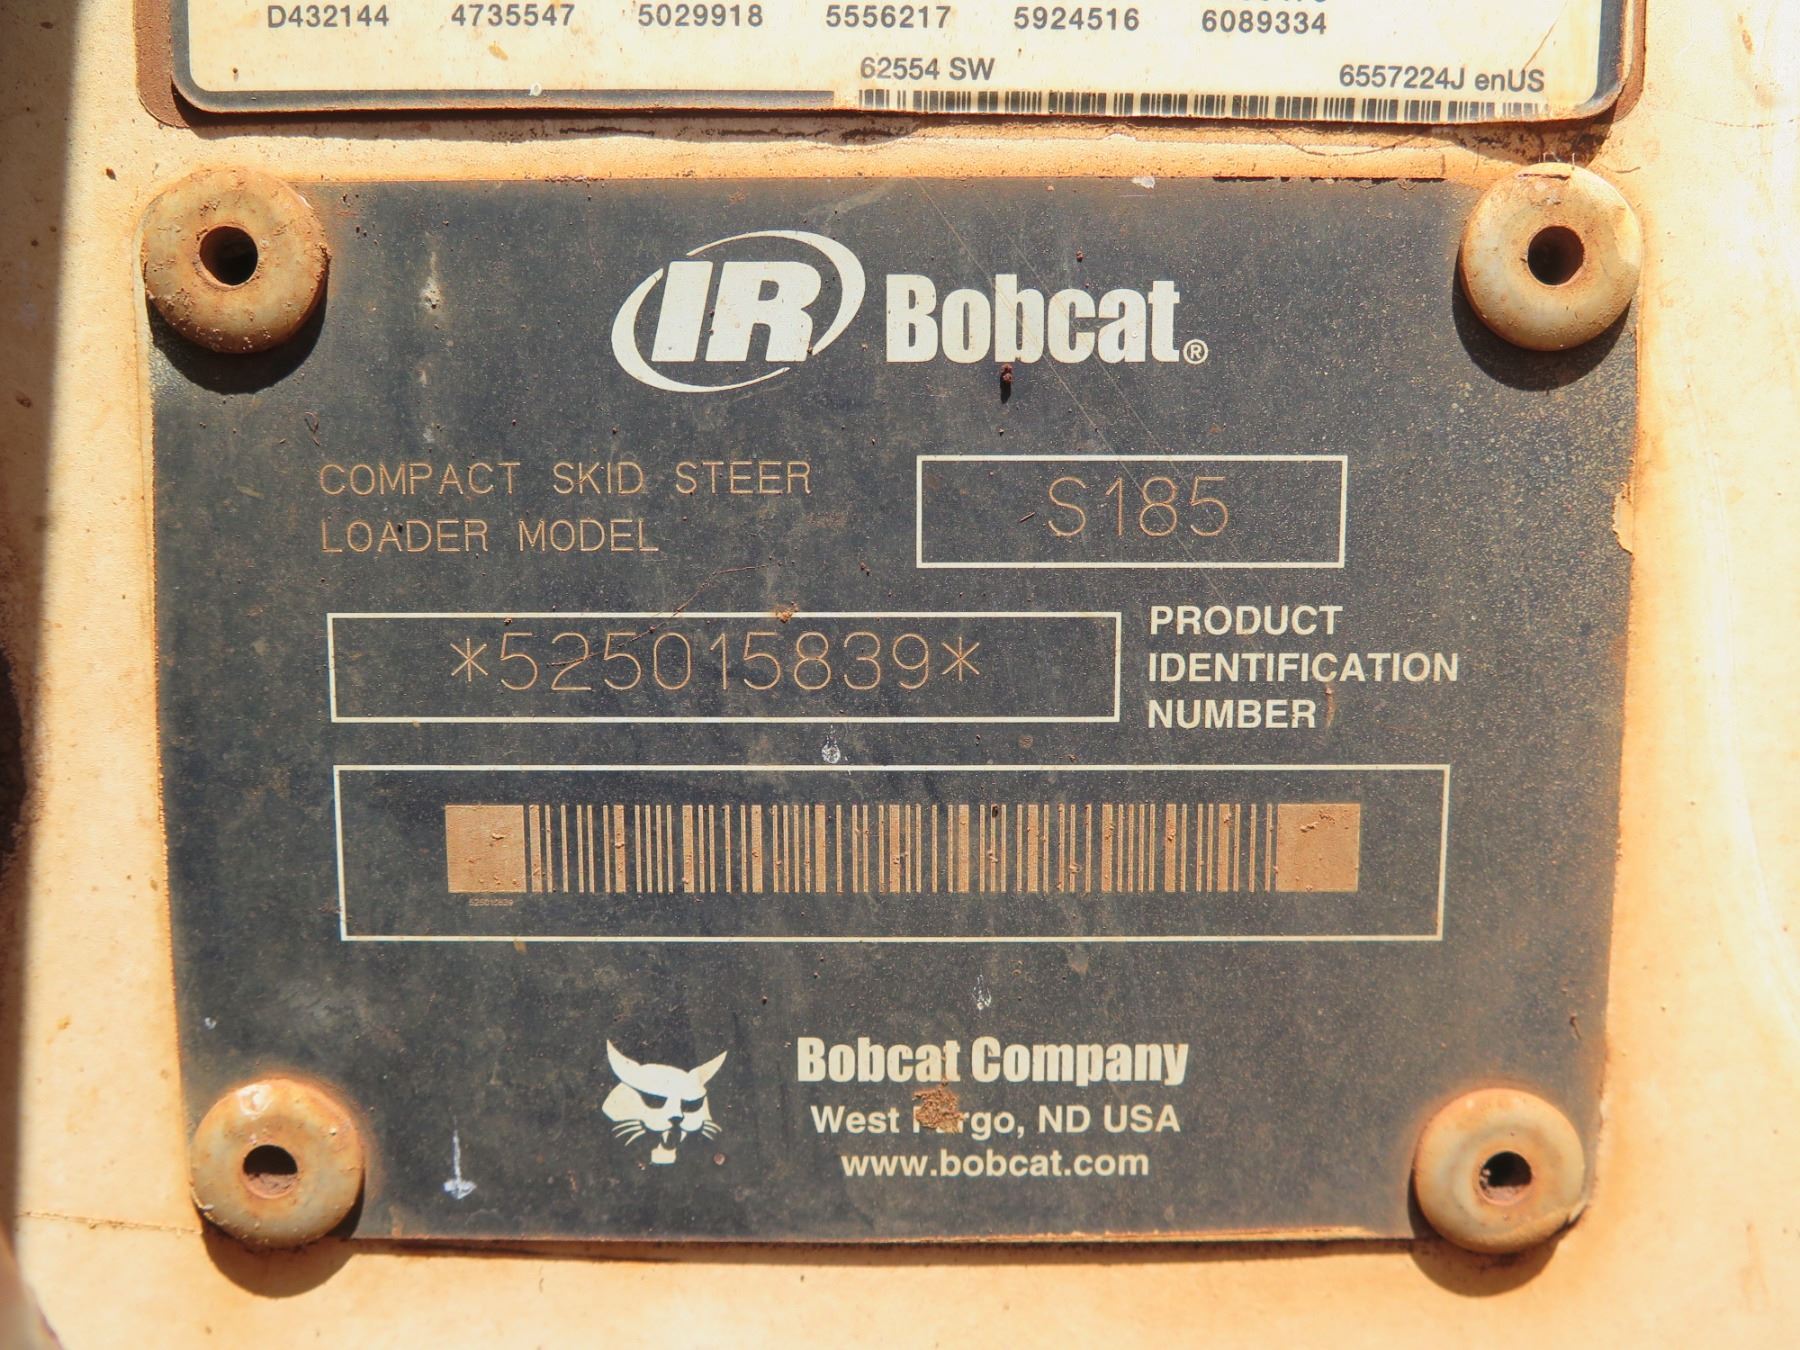 D432144 4735547 5029918 5556217 5924516 6089334
62554 SW 6557224J enUS
IR Bobcat®
COMPACT SKID STEER
LOADER MODEL
S185
*525015839*
PRODUCT
IDENTIFICATION
NUMBER
525015839
Bobcat Company
West Fargo, ND USA
www.bobcat.com